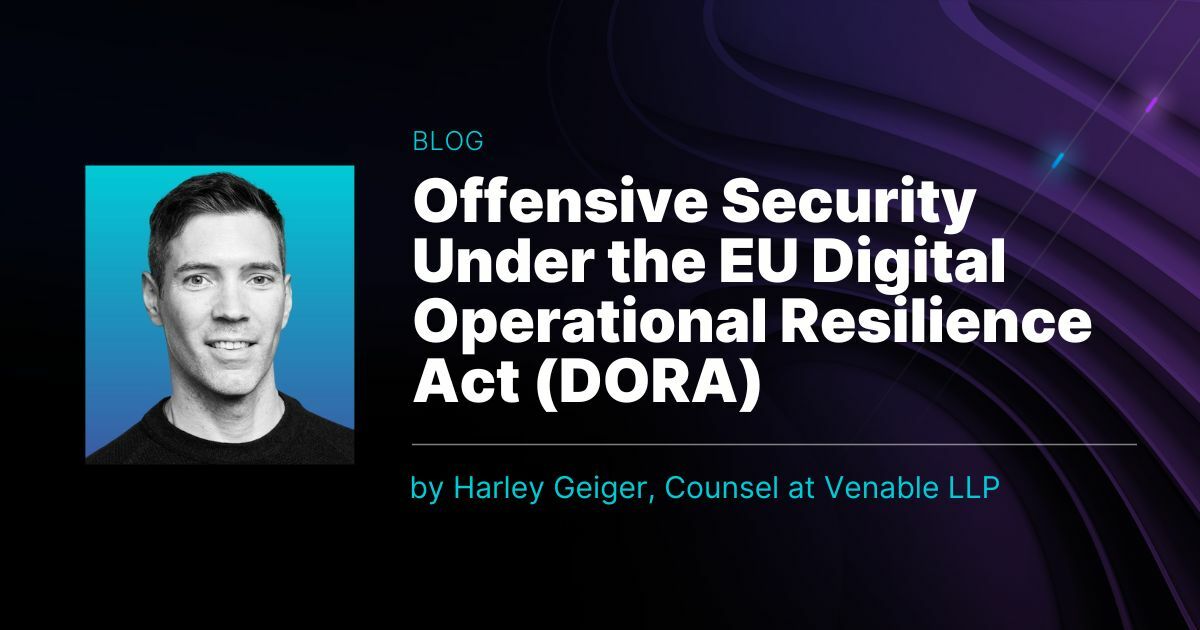 BLOG
Offensive Security
Under the EU Digital
Operational Resilience
Act (DORA)
by Harley Geiger, Counsel at Venable LLP